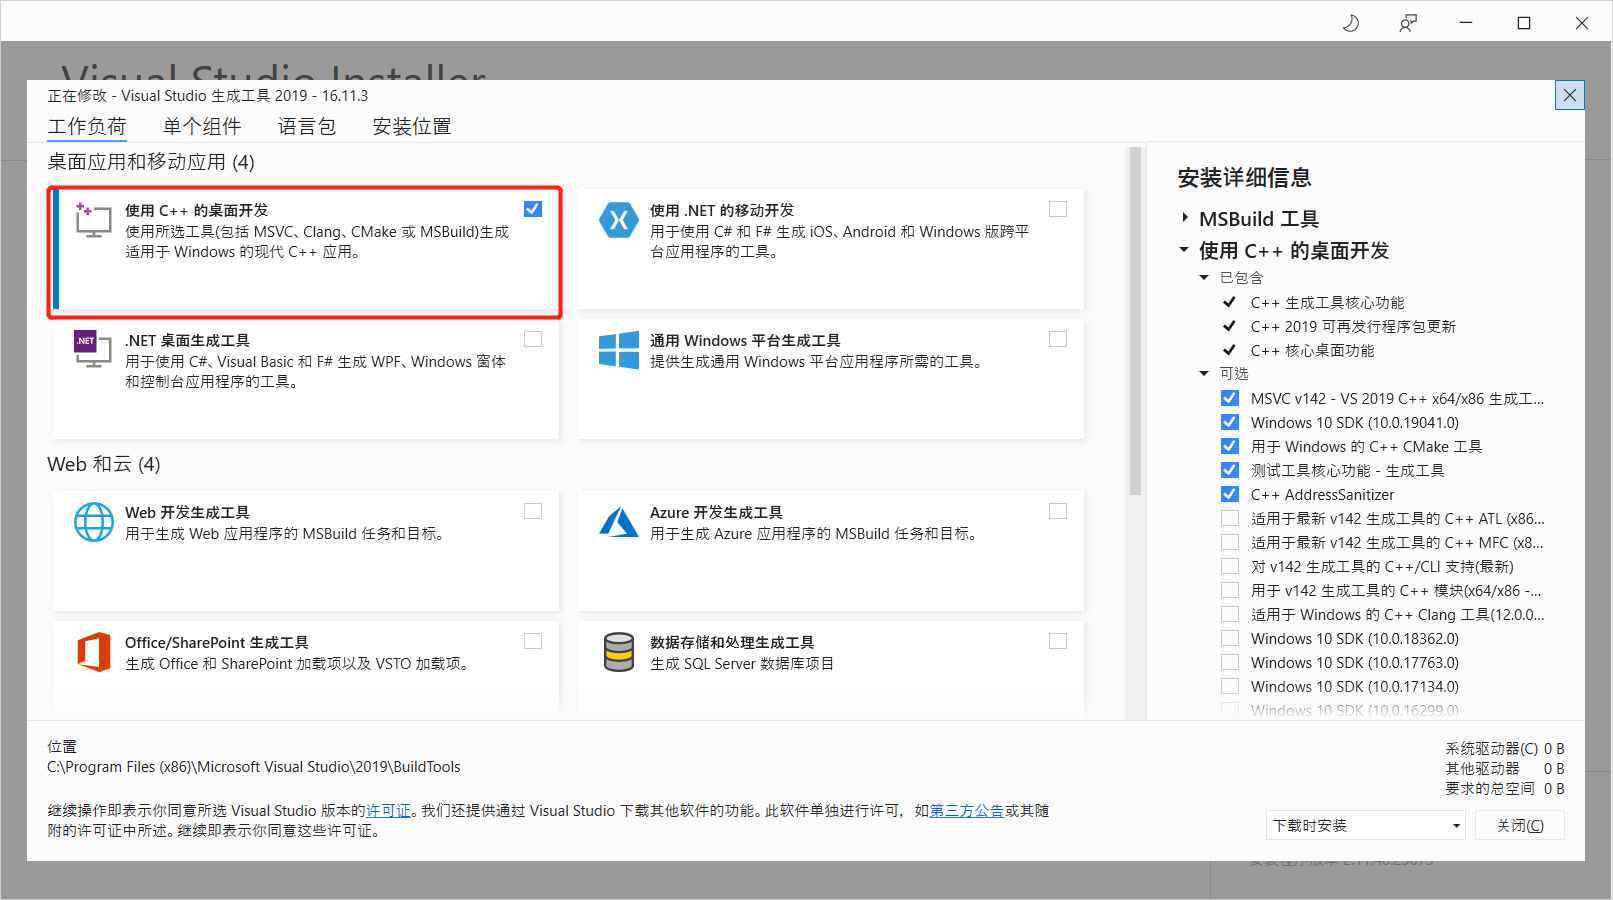 Visual Studio Installer
正在修改 - Visual Studio 生成工具 2019 - 16.11.3
工作负荷 单个组件 语言包 安装位置
桌面应用和移动应用 (4)
使用 C++ 的桌面开发
使用所选工具(包括 MSVC、Clang、CMake 或 MSBuild)生成
适用于 Windows 的现代 C++ 应用。
使用 .NET 的移动开发
用于使用 C# 和 F# 生成 iOS、Android 和 Windows 版跨平
台应用程序的工具。
.NET
.NET 桌面生成工具
用于使用 C#、Visual Basic 和 F# 生成 WPF、Windows 窗体
和控制台应用程序的工具。
通用 Windows 平台生成工具
提供生成通用 Windows 平台应用程序所需的工具。
Web 和云 (4)
Web 开发生成工具
用于生成 Web 应用程序的 MSBuild 任务和目标。
Azure 开发生成工具
用于生成 Azure 应用程序的 MSBuild 任务和目标。
Office/SharePoint 生成工具
生成 Office 和 SharePoint 加载项以及 VSTO 加载项。
数据存储和处理生成工具
生成 SQL Server 数据库项目
安装详细信息
MSBuild 工具
使用 C++ 的桌面开发
已包含
C++ 生成工具核心功能
C++ 2019 可再发行程序包更新
C++ 核心桌面功能
可选
MSVC v142 - VS 2019 C++ x64/x86 生成工...
Windows 10 SDK (10.0.19041.0)
用于 Windows 的 C++ CMake 工具
测试工具核心功能 - 生成工具
C++ AddressSanitizer
适用于最新 v142 生成工具的 C++ ATL (x86...
适用于最新 v142 生成工具的 C++ MFC (x8...
对 v142 生成工具的 C++/CLI 支持(最新)
用于 v142 生成工具的 C++ 模块(x64/x86 -...
适用于 Windows 的 C++ Clang 工具(12.0.0...
Windows 10 SDK (10.0.18362.0)
Windows 10 SDK (10.0.17763.0)
Windows 10 SDK (10.0.17134.0)
Windows 10 SDK (10.0.16299.0)
位置
C:\Program Files (x86)\Microsoft Visual Studio\2019\BuildTools
继续操作即表示你同意所选 Visual Studio 版本的许可证。我们还提供通过 Visual Studio 下载其他软件的功能。此软件单独进行许可，如第三方公告或其随
附的许可证中所述。继续即表示你同意这些许可证。
系统驱动器(C) 0 B
其他驱动器 0 B
要求的总空间 0 B
下载时安装
关闭(C)